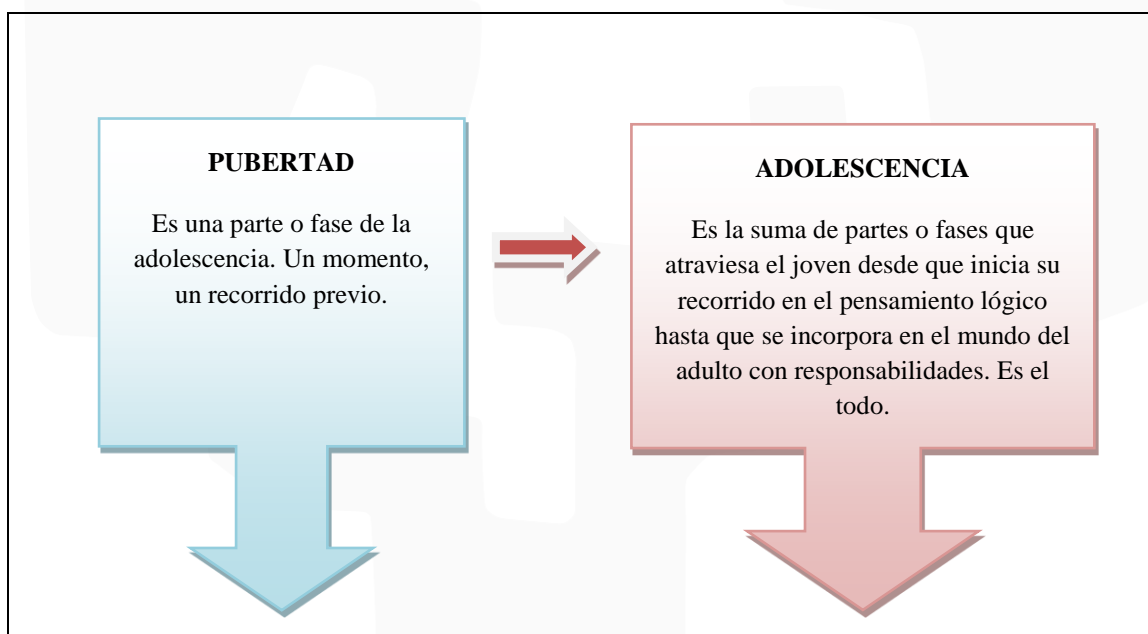 PUBERTAD
Es una parte o fase de la
adolescencia. Un momento,
un recorrido previo.
ADOLESCENCIA
Es la suma de partes o fases que
atraviesa el joven desde que inicia su
recorrido en el pensamiento lógico
hasta que se incorpora en el mundo del
adulto con responsabilidades. Es el
todo.